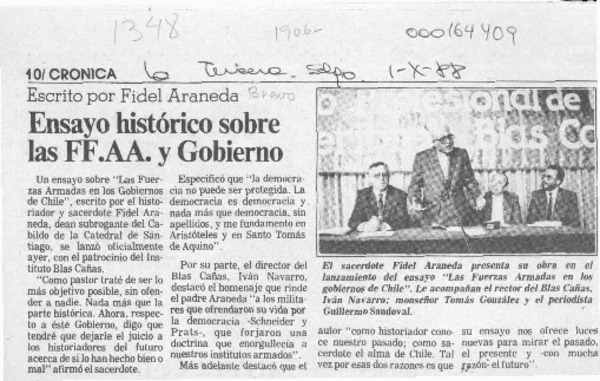 1348
1906-
000164409
10/ CRONICA
La Tercera - Stgo. 1-X-88
Escrito por Fidel Araneda Bravo
Ensayo histórico sobre
las FF.AA. y Gobierno
Un ensayo sobre "Las Fuer-
zas Armadas en los Gobiernos
de Chile", escrito por el histo-
riador y sacerdote Fidel Ara-
neda, dean subrogante del Ca-
bildo de la Catedral de San-
tiago, se lanzó oficialmente
ayer, con el patrocinio del Ins-
tituto Blas Cañas.
"Como pastor traté de ser lo
más objetivo posible, sin ofen-
der a nadie. Nada más que la
parte histórica. Ahora, respec-
to a éste Gobierno, digo que
tendré que dejarle el juicio a
los historiadores del futuro
acerca de si lo han hecho bien o
mal" afirmó el sacerdote.
Especificó que "la democra-
cia no puede ser protegida. La
democracia es democracia y
nada más que democracia, sin
apellitios, y me fundamento en
Aristóteles y en Santo Tomás
de Aquino".
Por su parte, el director del
Blas Cañas, Iván Navarro,
destacó el homenaje que rinde
el padre Araneda "a los milita-
res que ofrendaron su vida por
la democracia -Schneider y
Prats-, que forjaron una
doctrina que enorgullecía a
nuestros institutos armados".
Más adelante destacó que el
o Profesional de
e Tomás Blas Ca
El sacerdote Fidel Araneda presenta su obra en el
lanzamiento del ensayo "Las Fuerzas Armadas en los
gobiernos de Chile". Le acompañan el rector del Blas Cañas,
Iván Navarro; monseñor Tomás González y el periodista
Guillermo Sandoval.
autor "como historiador cono-
ce nuestro pasado; como sa-
cerdote el alma de Chile. Tal
vez por esas dos razones es que
su ensayo nos ofrece luces
nuevas para mirar el pasado,
el presente y -con mucha
razón- el futuro".